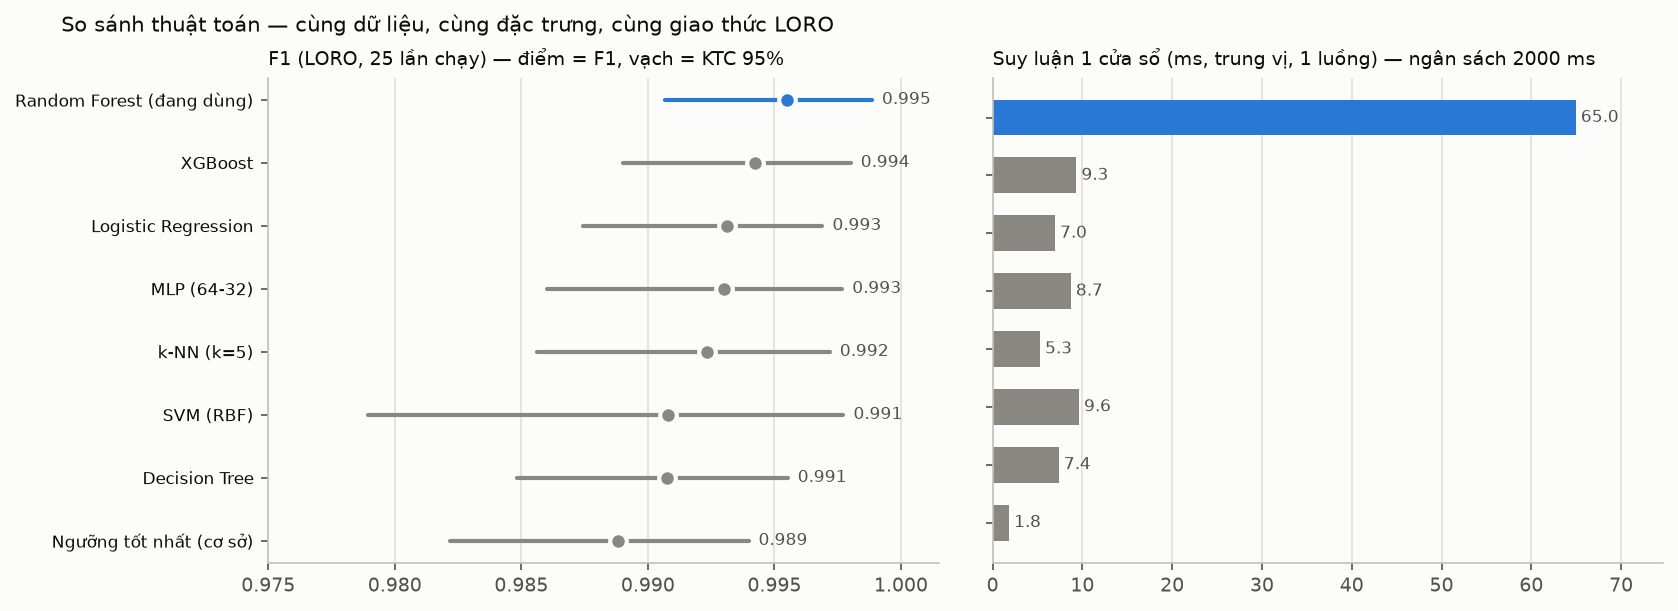 So sánh thuật toán — cùng dữ liệu, cùng đặc trưng, cùng giao thức LORO
F1 (LORO, 25 lần chạy) — điểm = F1, vạch = KTC 95%
Random Forest (đang dùng)
0.995
XGBoost
0.994
Logistic Regression
0.993
MLP (64-32)
0.993
k-NN (k=5)
0.992
SVM (RBF)
0.991
Decision Tree
0.991
Ngưỡng tốt nhất (cơ sở)
0.989
0.975 0.980 0.985 0.990 0.995 1.000
Suy luận 1 cửa sổ (ms, trung vị, 1 luồng) — ngân sách 2000 ms
65.0
9.3
7.0
8.7
5.3
9.6
7.4
1.8
0 10 20 30 40 50 60 70